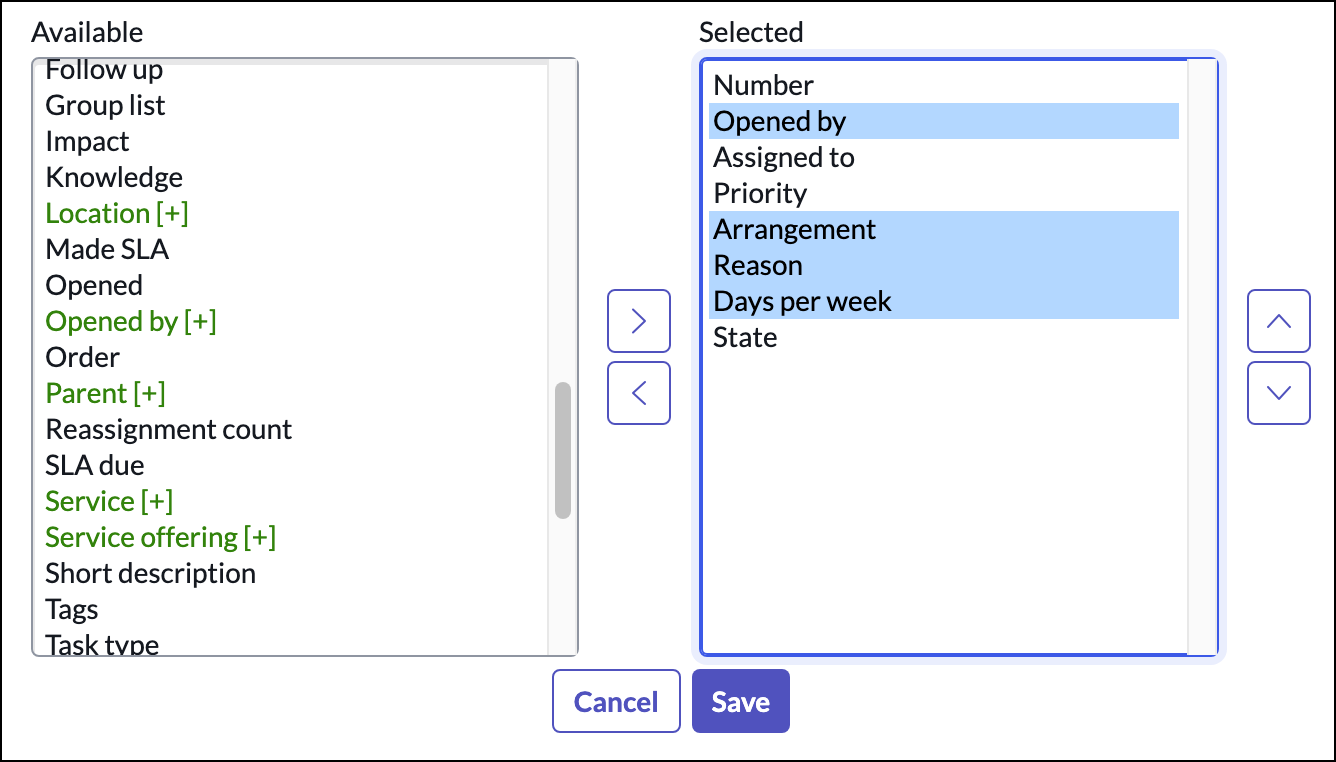 Available
Follow up
Group list
Impact
Knowledge
Location [+]
Made SLA
Opened
Opened by [+]
Order
Parent [+]
Reassignment count
SLA due
Service [+]
Service offering [+]
Short description
Tags
Task type
Selected
Number
Opened by
Assigned to
Priority
Arrangement
Reason
Days per week
State
Cancel
Save